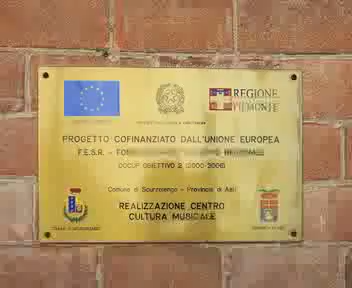 REGIONE
PIEMONTE
PROGETTO COFINANZIATO DALL'UNIONE EUROPEA
F.E.S.R. -
DOCUP OBIETTIVO 2 (2000-2006)
Comune di Scurzolengo - Provincia di Asti
REALIZZAZIONE CENTRO
CULTURA MUSICALE